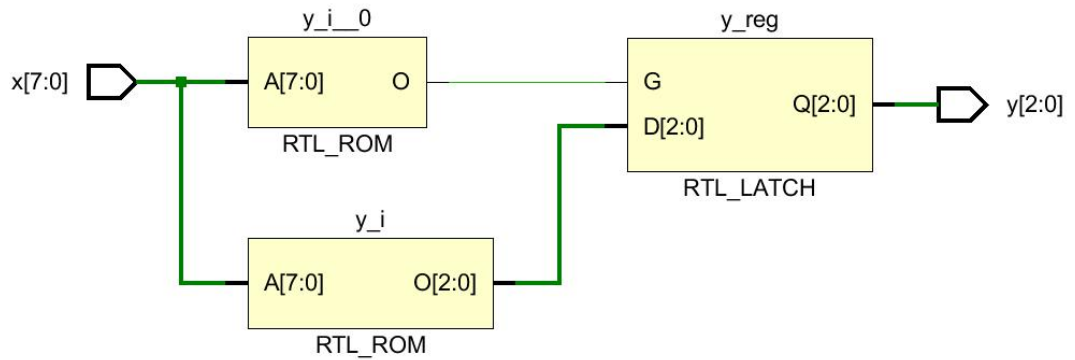 y_i__0
x[7:0]
A[7:0]
O
RTL_ROM
y_reg
G
D[2:0]
Q[2:0]
RTL_LATCH
y[2:0]
y_i
A[7:0]
O[2:0]
RTL_ROM